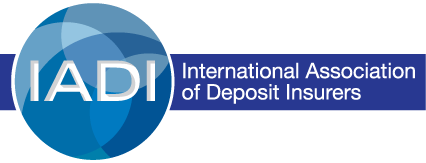 IADI
International Association
of Deposit Insurers